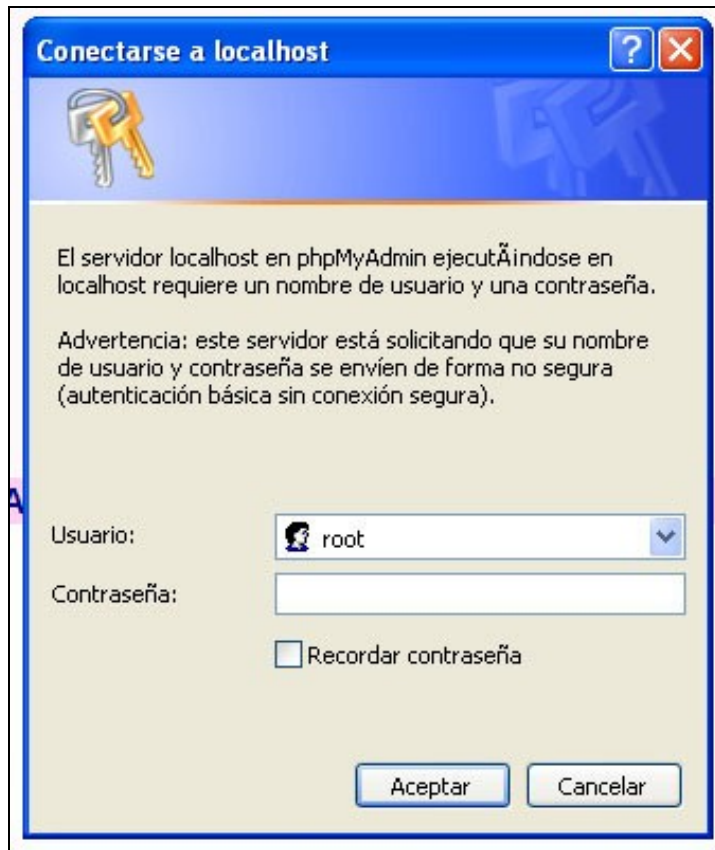 Conectarse a localhost
El servidor localhost en phpMyAdmin ejecutÃindose en
localhost requiere un nombre de usuario y una contraseña.
Advertencia: este servidor está solicitando que su nombre
de usuario y contraseña se envíen de forma no segura
(autenticación básica sin conexión segura).
A
Usuario:
root
Contraseña:
Recordar contraseña
Aceptar
Cancelar